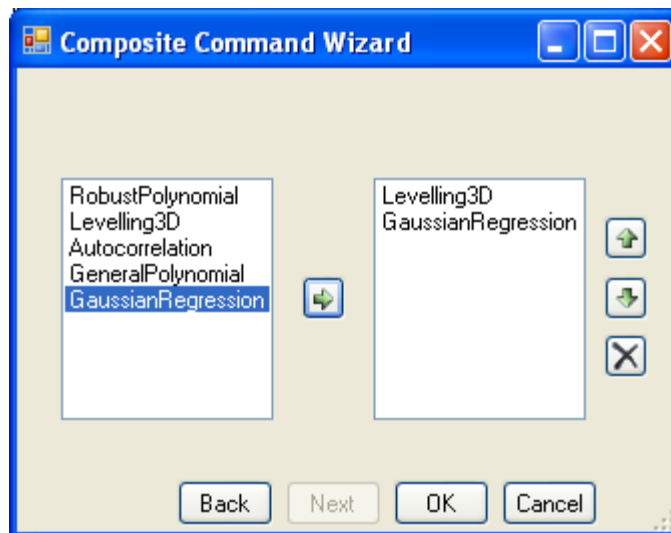 Composite Command Wizard
RobustPolynomial
Levelling3D
Autocorrelation
GeneralPolynomial
GaussianRegression
Levelling3D
GaussianRegression
Back
Next
OK
Cancel